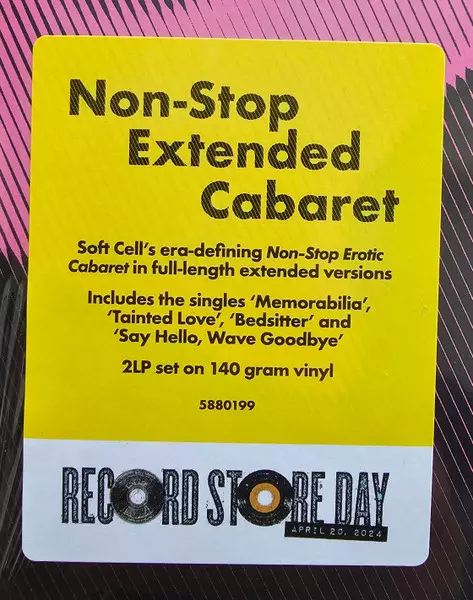 Non-Stop
Extended
Cabaret
Soft Cell's era-defining Non-Stop Erotic
Cabaret in full-length extended versions
Includes the singles 'Memorabilia',
'Tainted Love', 'Bedsitter' and
'Say Hello, Wave Goodbye'
2LP set on 140 gram vinyl
5880199
RECORD STORE DAY
APRIL 20, 2024